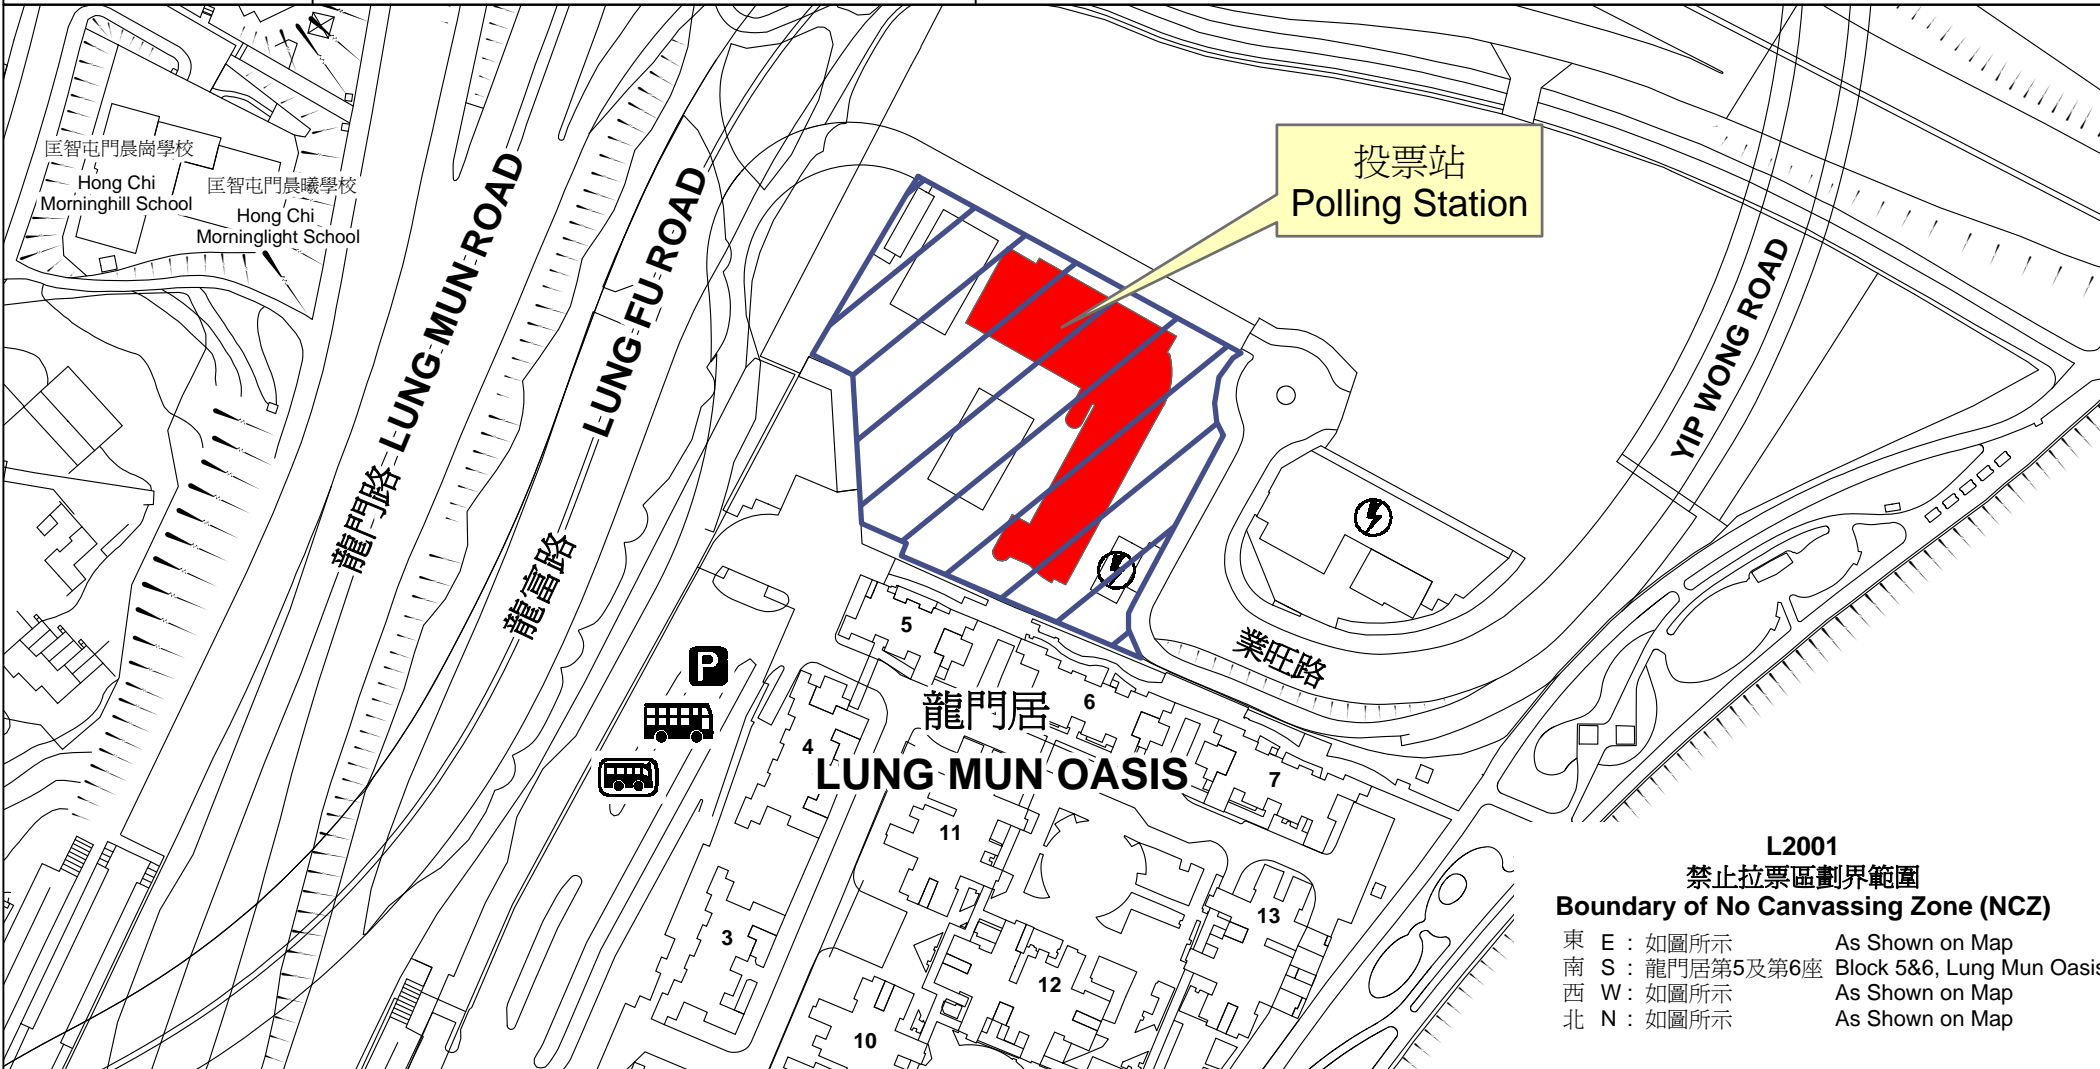 匡智屯門晨崗學校
Hong Chi
Morninghill School
匡智屯門晨曦學校
Hong Chi
Morninglight School
龍門路
LUNG MUN ROAD
龍富路
LUNG FU ROAD
投票站
Polling Station
YIP WONG ROAD
業旺路
P
龍門居
LUNG MUN OASIS
5
6
4
7
11
3
13
12
10
L2001
禁止拉票區劃界範圍
Boundary of No Canvassing Zone (NCZ)
東 E : 如圖所示 As Shown on Map
南 S : 龍門居第5及第6座 Block 5&6, Lung Mun Oasis
西 W : 如圖所示 As Shown on Map
北 N : 如圖所示 As Shown on Map